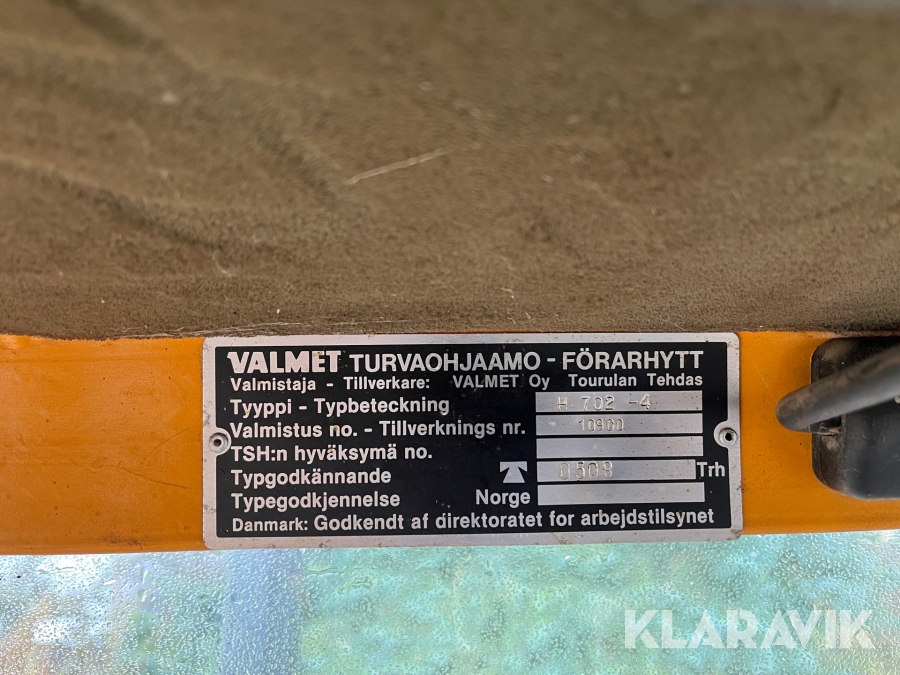 VALMET TURVAOHJAAMO - FÖRARHYTT
Valmistaja - Tillverkare: VALMET Oy Tourulan Tehdas
Tyyppi - Typbeteckning H 702 -4
Valmistus no. - Tillverknings nr. 10900
TSH:n hyväksymä no.
Typgodkännande 0508 Trh
Typegodkjennelse Norge
Danmark: Godkendt af direktoratet for arbejdstilsynet
KLARAVIK